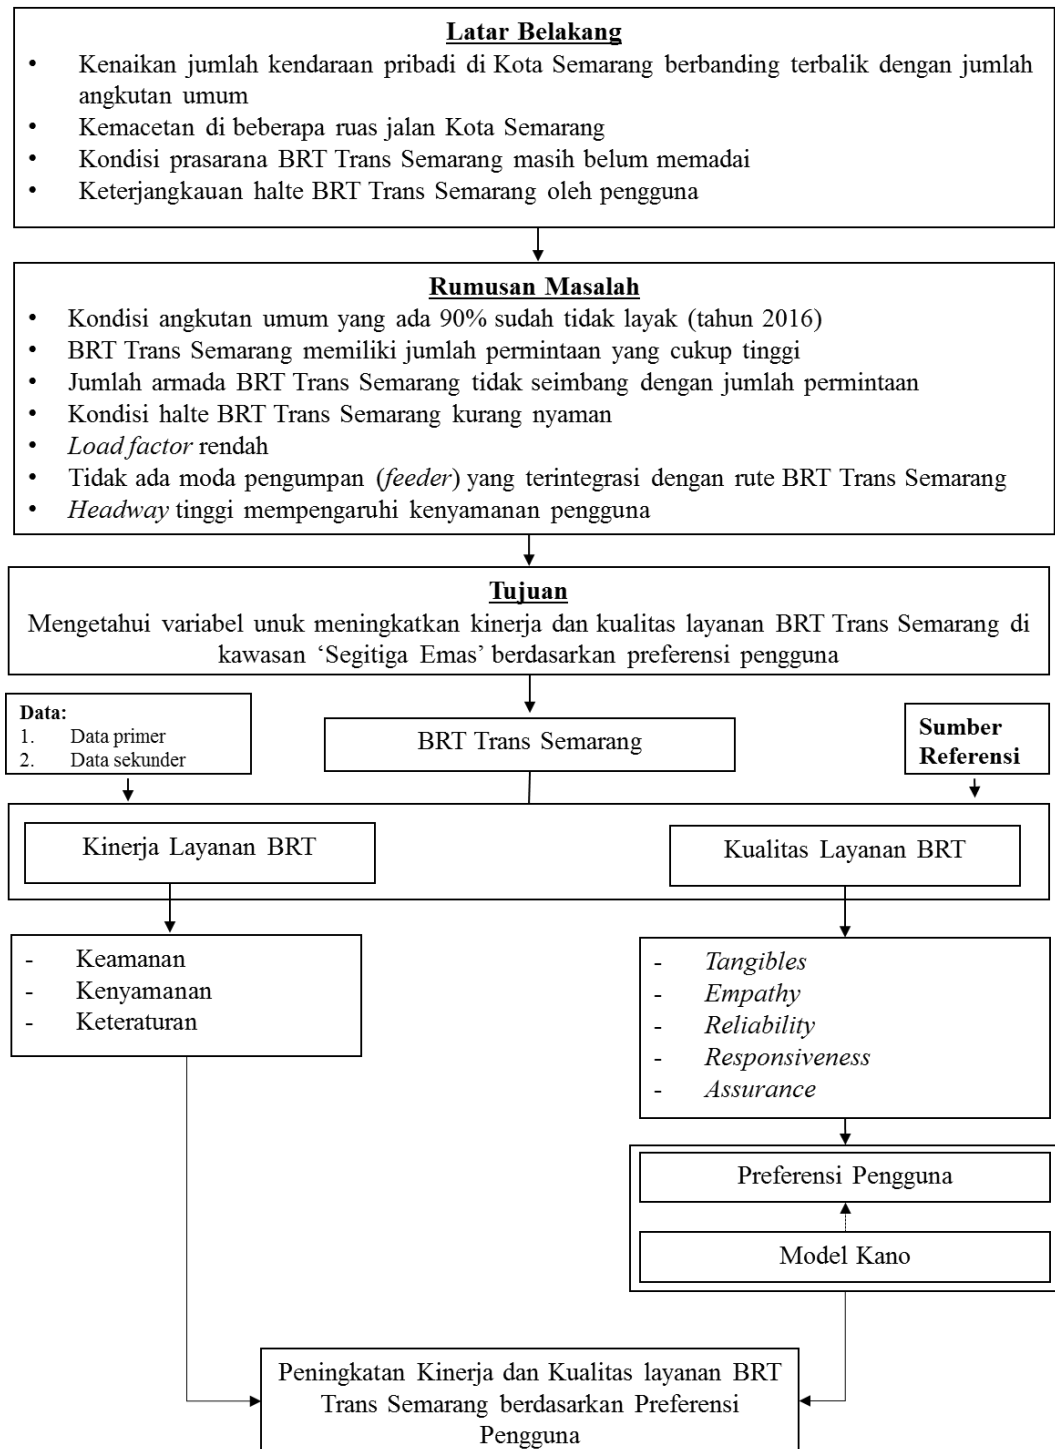 Latar Belakang
• Kenaikan jumlah kendaraan pribadi di Kota Semarang berbanding terbalik dengan jumlah
angkutan umum
• Kemacetan di beberapa ruas jalan Kota Semarang
• Kondisi prasarana BRT Trans Semarang masih belum memadai
• Keterjangkauan halte BRT Trans Semarang oleh pengguna
Rumusan Masalah
• Kondisi angkutan umum yang ada 90% sudah tidak layak (tahun 2016)
• BRT Trans Semarang memiliki jumlah permintaan yang cukup tinggi
• Jumlah armada BRT Trans Semarang tidak seimbang dengan jumlah permintaan
• Kondisi halte BRT Trans Semarang kurang nyaman
• Load factor rendah
• Tidak ada moda pengumpan (feeder) yang terintegrasi dengan rute BRT Trans Semarang
• Headway tinggi mempengaruhi kenyamanan pengguna
Tujuan
Mengetahui variabel unuk meningkatkan kinerja dan kualitas layanan BRT Trans Semarang di
kawasan ‘Segitiga Emas’ berdasarkan preferensi pengguna
Data:
1. Data primer
2. Data sekunder
BRT Trans Semarang
Sumber
Referensi
Kinerja Layanan BRT
Kualitas Layanan BRT
- Keamanan
- Kenyamanan
- Keteraturan
- Tangibles
- Empathy
- Reliability
- Responsiveness
- Assurance
Preferensi Pengguna
Model Kano
Peningkatan Kinerja dan Kualitas layanan BRT
Trans Semarang berdasarkan Preferensi
Pengguna